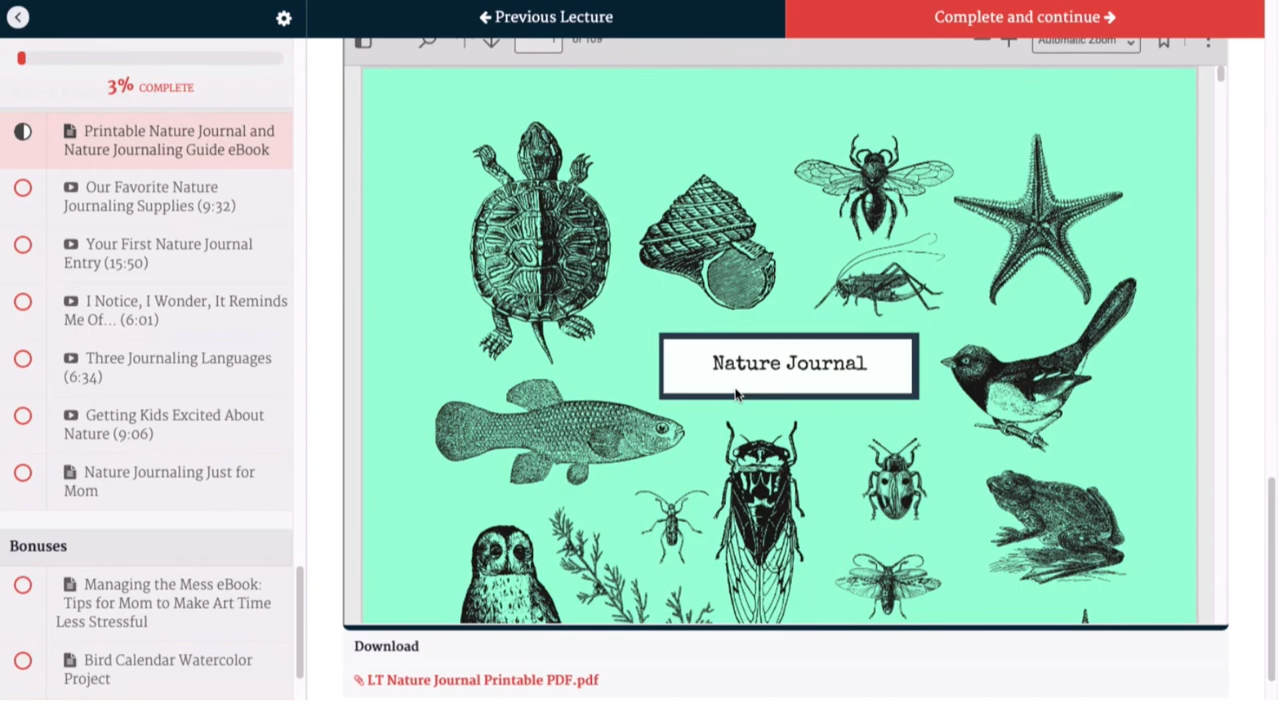 Previous Lecture
Complete and continue
3% COMPLETE
Printable Nature Journal and
Nature Journaling Guide eBook
Our Favorite Nature
Journaling Supplies (9:32)
Your First Nature Journal
Entry (15:50)
I Notice, I Wonder, It Reminds
Me Of... (6:01)
Three Journaling Languages
(6:34)
Getting Kids Excited About
Nature (9:06)
Nature Journaling Just for
Mom
Bonuses
Managing the Mess eBook:
Tips for Mom to Make Art Time
Less Stressful
Bird Calendar Watercolor
Project
of 109
Automatic Zoom
Nature Journal
Download
LT Nature Journal Printable PDF.pdf